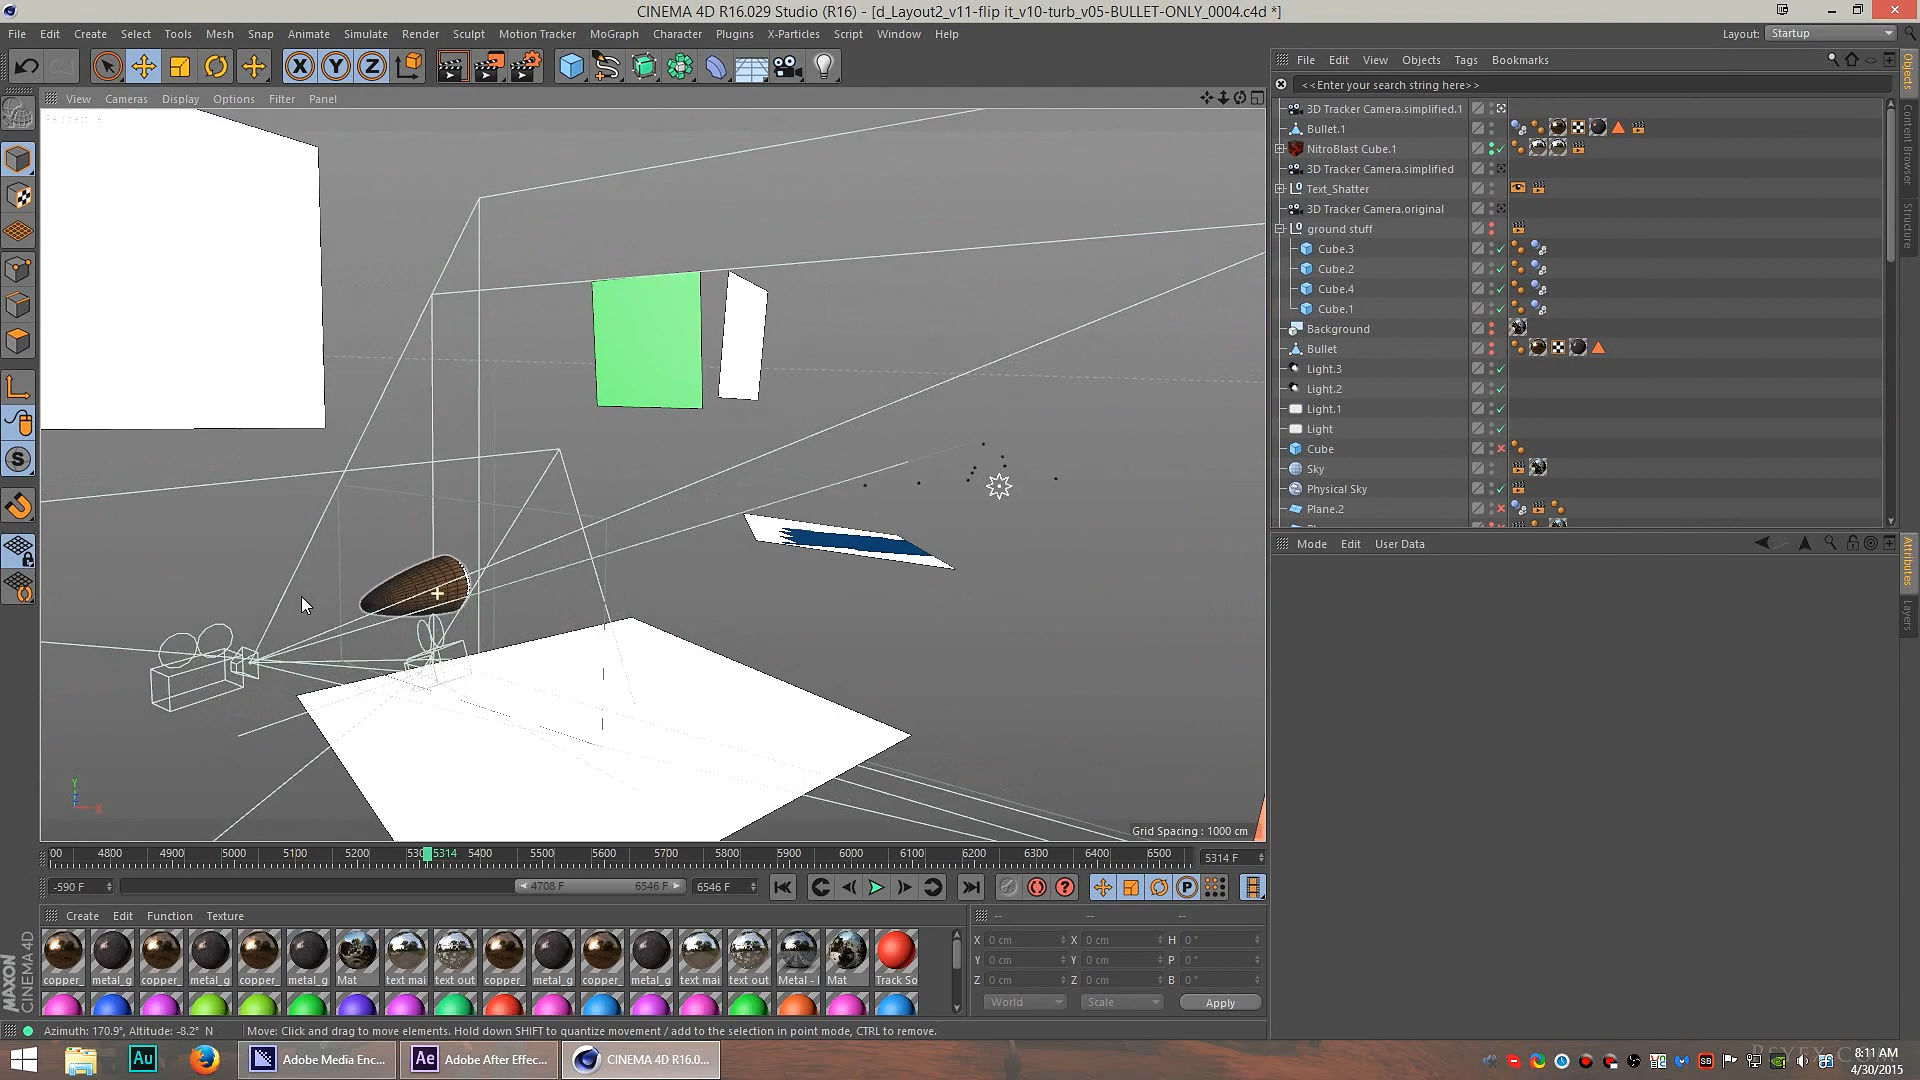 CINEMA 4D R16.029 Studio (R16) - [d_Layout2_v11-flip it_v10-turb_v05-BULLET-ONLY_0004.c4d *]
File Edit Create Select Tools Mesh Snap Animate Simulate Render Sculpt Motion Tracker MoGraph Character Plugins X-Particles Script Window Help
Layout: Startup
File Edit View Objects Tags Bookmarks
<<Enter your search string here>>
View Cameras Display Options Filter Panel
Perspective
3D Tracker Camera.simplified.1
Bullet.1
NitroBlast Cube.1
3D Tracker Camera.simplified
Text_Shatter
3D Tracker Camera.original
ground stuff
Cube.3
Cube.2
Cube.4
Cube.1
Background
Bullet
Light.3
Light.2
Light.1
Light
Cube
Sky
Physical Sky
Plane.2
Objects
Content Browser
Structure
Mode Edit User Data
Attributes
Layers
Y
X
Grid Spacing : 1000 cm
00 4800 4900 5000 5100 5200 530 5314 5400 5500 5600 5700 5800 5900 6000 6100 6200 6300 6400 6500 5314 F
-590 F 4708 F 6546 F 6546 F
Create Edit Function Texture
-- -- --
copper_ metal_g copper_ metal_g copper_ metal_g Mat text mai text out copper_ metal_g copper_ metal_g text mai text out Metal - Mat Track So
X 0 cm X 0 cm H 0 °
Y 0 cm Y 0 cm P 0 °
Z 0 cm Z 0 cm B 0 °
World Scale Apply
MAXON
CINEMA 4D
Azimuth: 170.9°, Altitude: -8.2° N Move: Click and drag to move elements. Hold down SHIFT to quantize movement / add to the selection in point mode, CTRL to remove.
Au
Adobe Media Enc...
Ae Adobe After Effec...
CINEMA 4D R16.0...
8:11 AM
4/30/2015